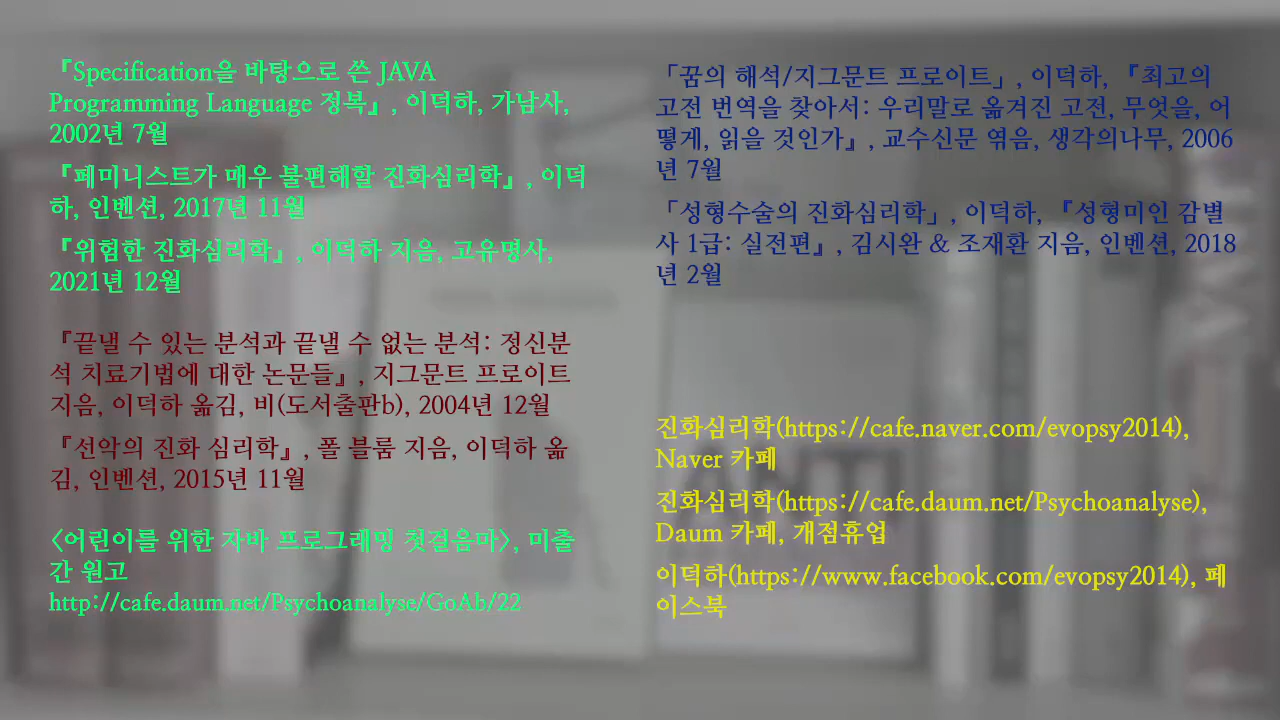 『Specification을 바탕으로 쓴 JAVA
Programming Language 정복』, 이덕하, 가남사,
2002년 7월
『페미니스트가 매우 불편해할 진화심리학』, 이덕
하, 인벤션, 2017년 11월
『위험한 진화심리학』, 이덕하 지음, 고유명사,
2021년 12월
『끝낼 수 있는 분석과 끝낼 수 없는 분석: 정신분
석 치료기법에 대한 논문들』, 지그문트 프로이트
지음, 이덕하 옮김, 비(도서출판b), 2004년 12월
『선악의 진화 심리학』, 폴 블룸 지음, 이덕하 옮
김, 인벤션, 2015년 11월
〈어린이를 위한 자바 프로그래밍 첫걸음마〉, 미출
간 원고
http://cafe.daum.net/Psychoanalyse/GoAb/22
「꿈의 해석/지그문트 프로이트」, 이덕하, 『최고의
고전 번역을 찾아서: 우리말로 옮겨진 고전, 무엇을, 어
떻게, 읽을 것인가』, 교수신문 엮음, 생각의나무, 2006
년 7월
「성형수술의 진화심리학」, 이덕하, 『성형미인 감별
사 1급: 실전편』, 김시완 & 조재환 지음, 인벤션, 2018
년 2월
진화심리학(https://cafe.naver.com/evopsy2014),
Naver 카페
진화심리학(https://cafe.daum.net/Psychoanalyse),
Daum 카페, 개점휴업
이덕하(https://www.facebook.com/evopsy2014), 페
이스북